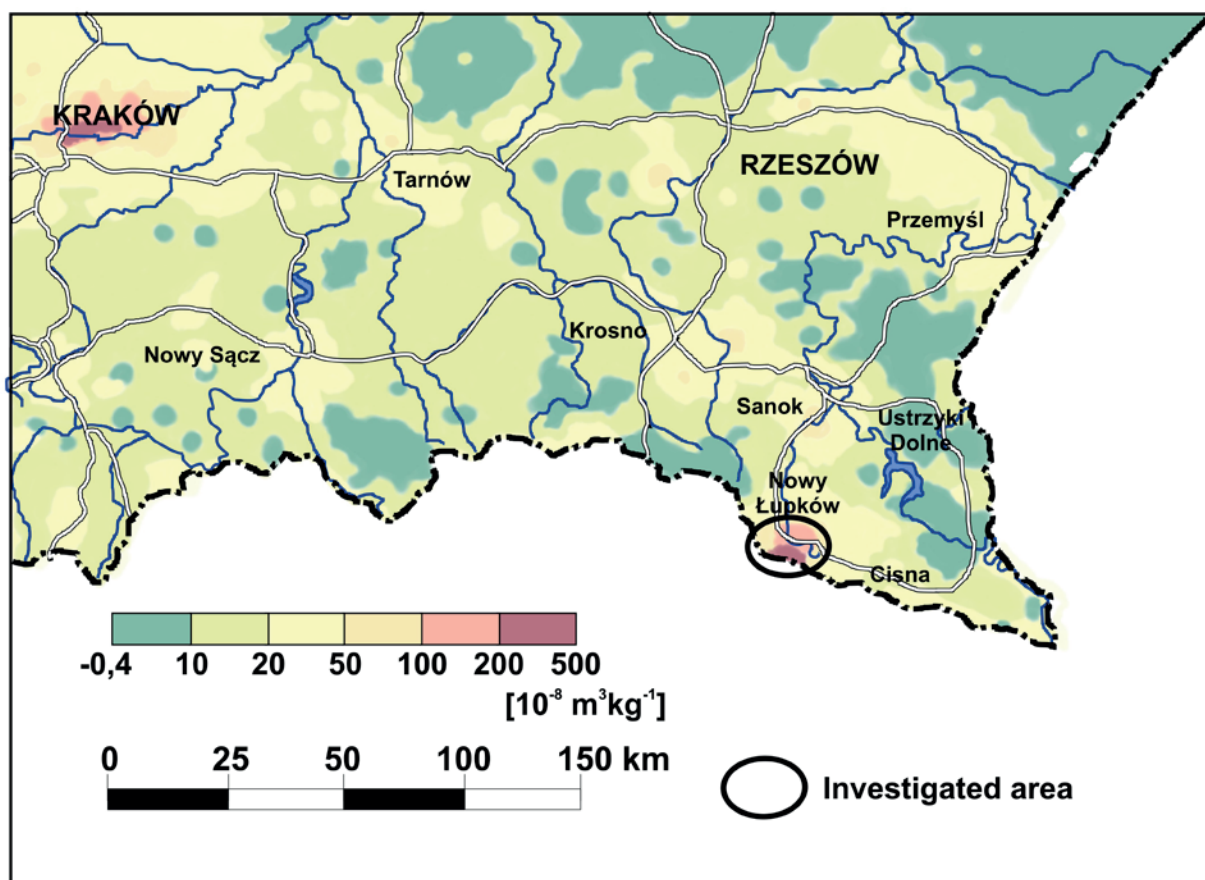 KRAKÓW
RZESZÓW
Tarnów
Przemyśl
Krosno
Nowy Sącz
Sanok
Ustrzyki
Dolne
Nowy
Łupków
Cisna
-0,4 10 20 50 100 200 500
[10⁻⁸ m³kg⁻¹]
0 25 50 100 150 km
Investigated area